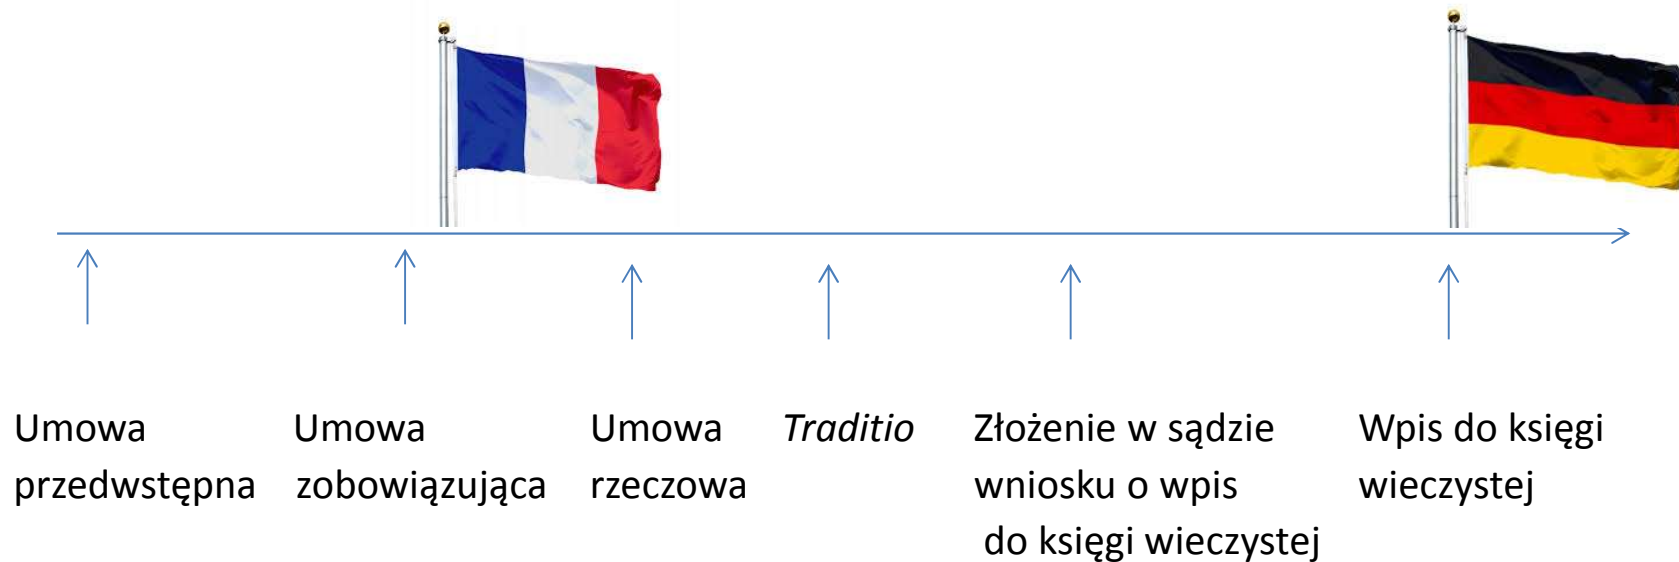 Umowa
przedwstępna
Umowa
zobowiązująca
Umowa
rzeczowa
Traditio
Złożenie w sądzie
wniosku o wpis
do księgi wieczystej
Wpis do księgi
wieczystej